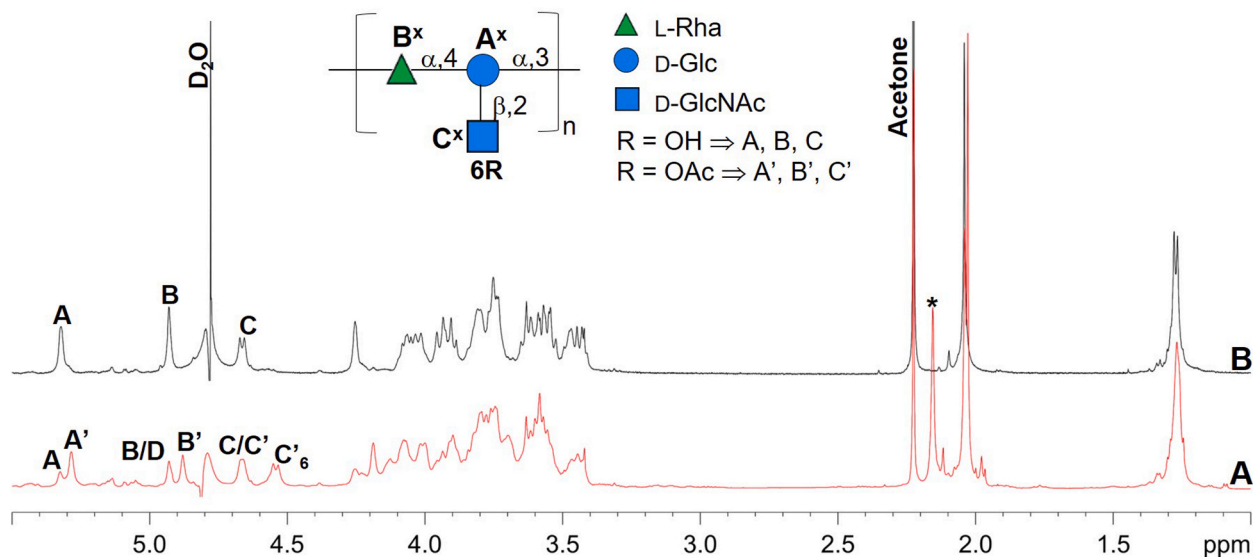 Bˣ Aˣ
α,4 α,3
β,2
Cˣ
6R
n
L-Rha
D-Glc
D-GlcNAc
R = OH ⇒ A, B, C
R = OAc ⇒ A’, B’, C’
D₂O
Acetone
*
A B C
B
A A’ B/D B’ C/C’ C’₆
A
5.0 4.5 4.0 3.5 3.0 2.5 2.0 1.5 ppm